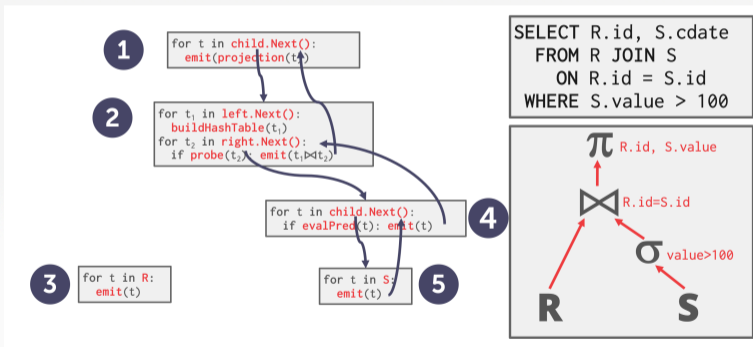 1
for t in child.Next():
emit(projection(t))
2
for t₁ in left.Next():
buildHashTable(t₁)
for t₂ in right.Next():
if probe(t₂): emit(t₁⋈t₂)
for t in child.Next():
if evalPred(t): emit(t)
4
3
for t in R:
emit(t)
for t in S:
emit(t)
5
SELECT R.id, S.cdate
FROM R JOIN S
ON R.id = S.id
WHERE S.value > 100
π R.id, S.value
⋈ R.id=S.id
σ value>100
R S